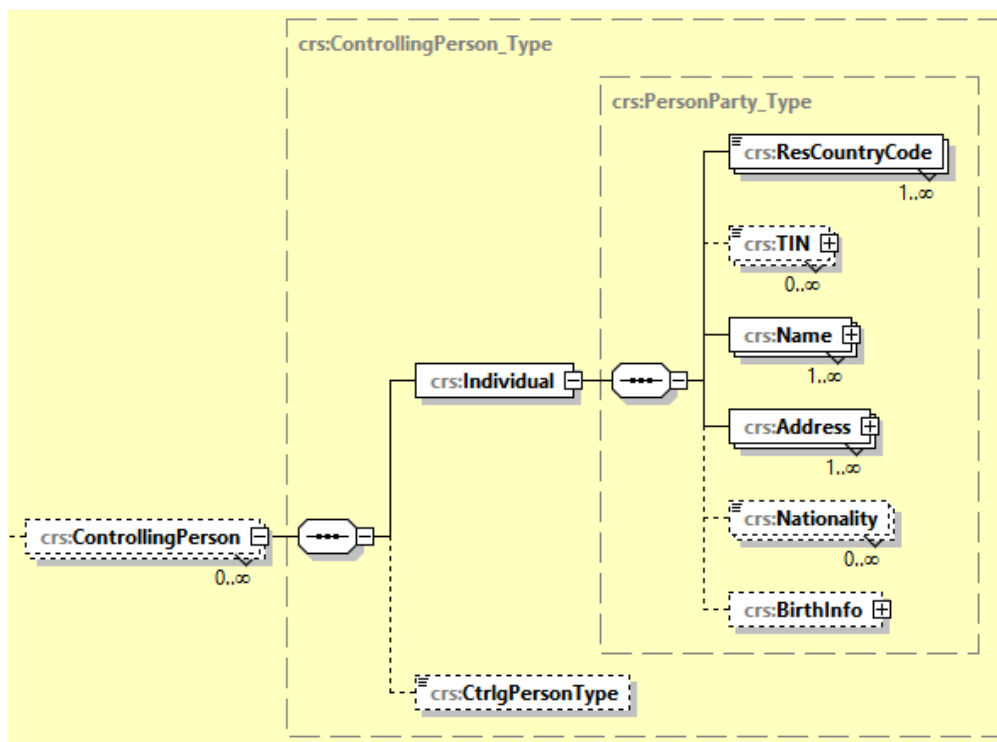 crs:ControllingPerson_Type
crs:PersonParty_Type
crs:ResCountryCode
1..∞
crs:TIN
0..∞
crs:Name
1..∞
crs:Individual
crs:Address
1..∞
crs:Nationality
0..∞
crs:ControllingPerson
0..∞
crs:BirthInfo
crs:CtrlgPersonType